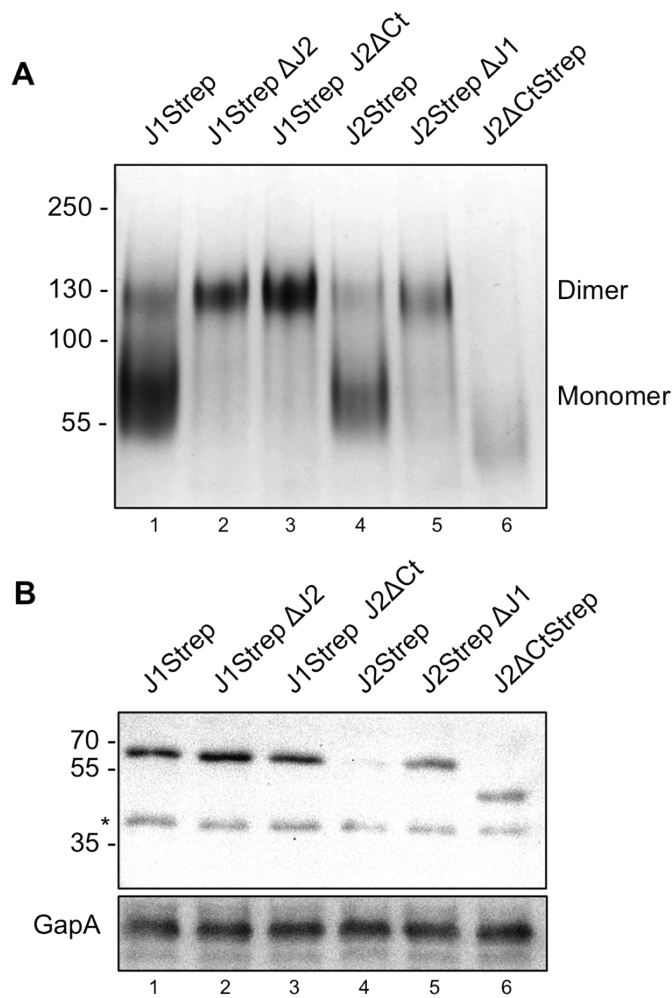 A
J1Strep
J1Strep ΔJ2
J1Strep J2ΔCt
J2Strep
J2Strep ΔJ1
J2ΔCtStrep
250 -
130 -
Dimer
100 -
Monomer
55 -
1 2 3 4 5 6
B
J1Strep
J1Strep ΔJ2
J1Strep J2ΔCt
J2Strep
J2Strep ΔJ1
J2ΔCtStrep
70 -
55 -
*
35 -
GapA
1 2 3 4 5 6